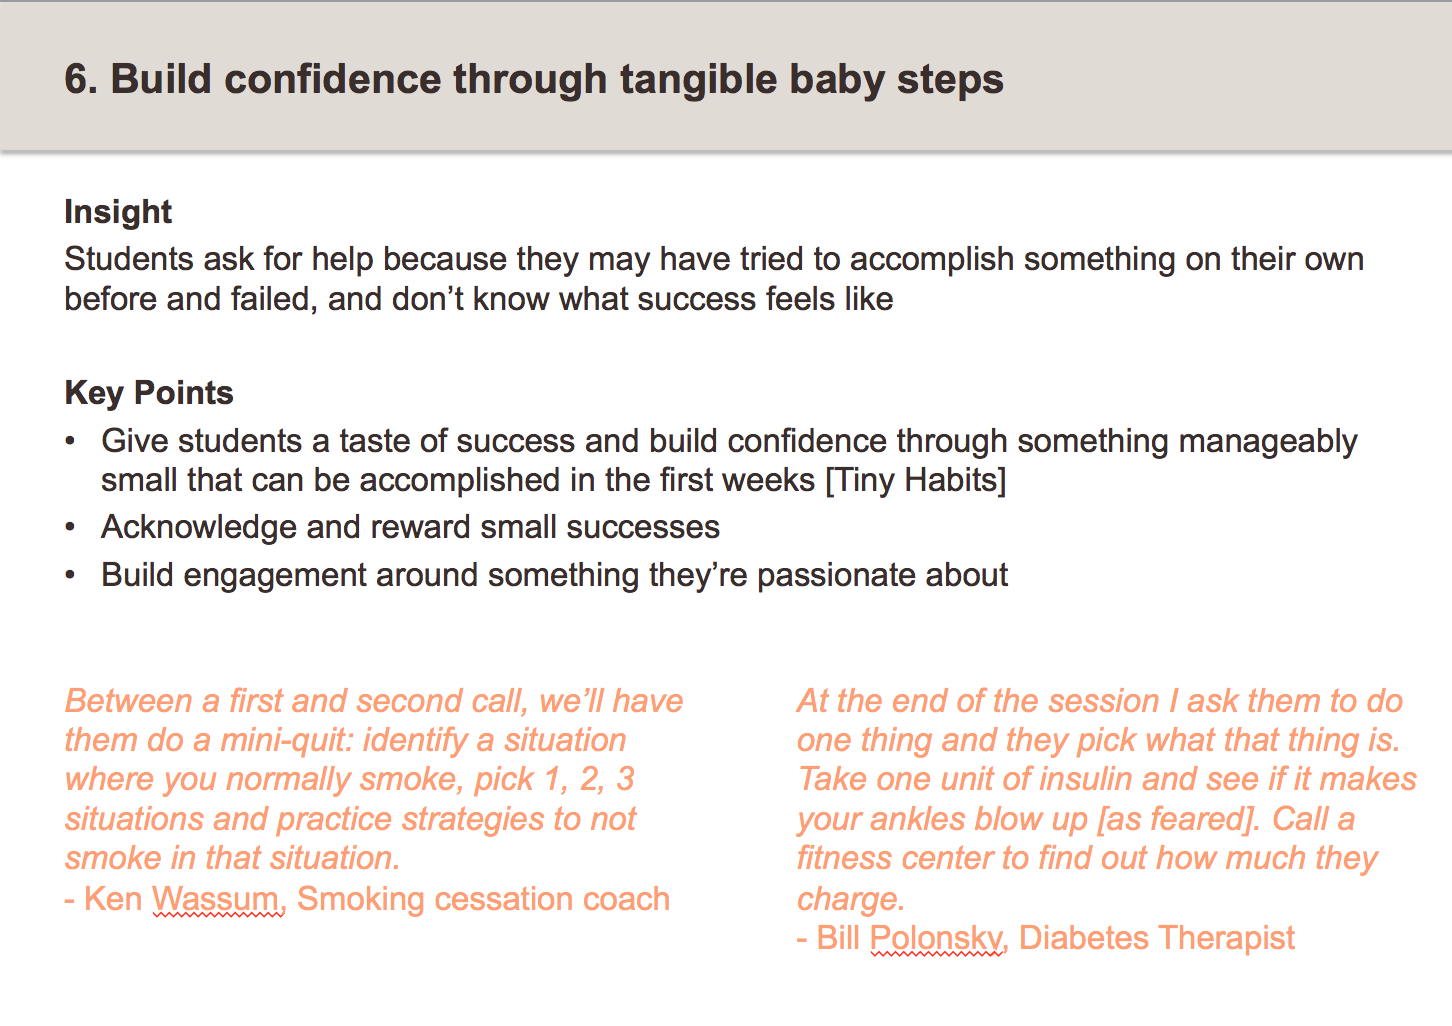 6. Build confidence through tangible baby steps
Insight
Students ask for help because they may have tried to accomplish something on their own
before and failed, and don’t know what success feels like
Key Points
• Give students a taste of success and build confidence through something manageably
small that can be accomplished in the first weeks [Tiny Habits]
• Acknowledge and reward small successes
• Build engagement around something they’re passionate about
Between a first and second call, we’ll have
them do a mini-quit: identify a situation
where you normally smoke, pick 1, 2, 3
situations and practice strategies to not
smoke in that situation.
- Ken Wassum, Smoking cessation coach
At the end of the session I ask them to do
one thing and they pick what that thing is.
Take one unit of insulin and see if it makes
your ankles blow up [as feared]. Call a
fitness center to find out how much they
charge.
- Bill Polonsky, Diabetes Therapist